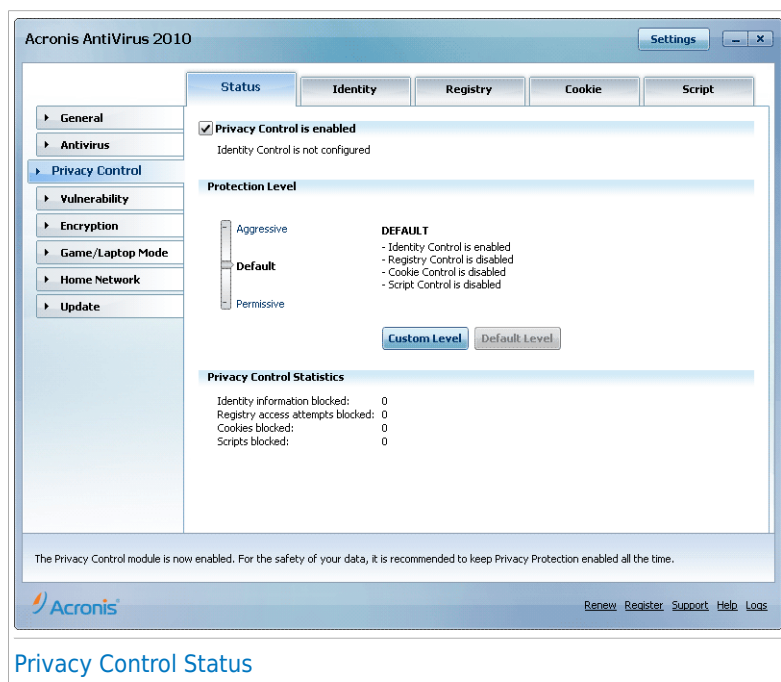 Acronis AntiVirus 2010
Settings
Status
Identity
Registry
Cookie
Script
General
Antivirus
Privacy Control
Vulnerability
Encryption
Game/Laptop Mode
Home Network
Update
Privacy Control is enabled
Identity Control is not configured
Protection Level
Aggressive
Default
Permissive
DEFAULT
- Identity Control is enabled
- Registry Control is disabled
- Cookie Control is disabled
- Script Control is disabled
Custom Level
Default Level
Privacy Control Statistics
Identity information blocked: 0
Registry access attempts blocked: 0
Cookies blocked: 0
Scripts blocked: 0
The Privacy Control module is now enabled. For the safety of your data, it is recommended to keep Privacy Protection enabled all the time.
Acronis
Renew Register Support Help Logs
Privacy Control Status